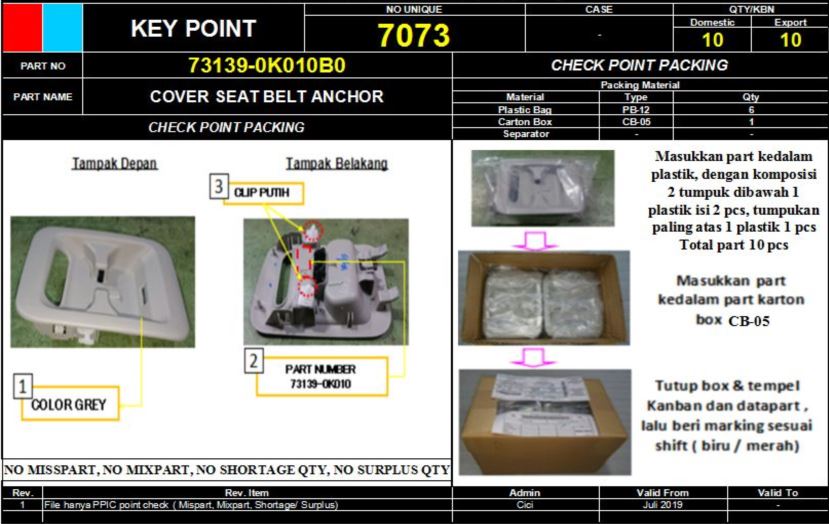 KEY POINT
NO UNIQUE
7073
CASE
-
QTY/KBN
Domestic Export
10 10
PART NO 73139-0K010B0
PART NAME COVER SEAT BELT ANCHOR
CHECK POINT PACKING
CHECK POINT PACKING
Packing Material
Material Type Qty
Plastic Bag PB-12 6
Carton Box CB-05 1
Separator - -
Tampak Depan
Tampak Belakang
3
CLIP PUTIH
1
COLOR GREY
2
PART NUMBER
73139-0K010
NO MISSPART, NO MIXPART, NO SHORTAGE QTY, NO SURPLUS QTY
Masukkan part kedalam
plastik, dengan komposisi
2 tumpuk dibawah 1
plastik isi 2 pcs, tumpukan
paling atas 1 plastik 1 pcs
Total part 10 pcs
Masukkan part
kedalam part karton
box CB-05
Tutup box & tempel
Kanban dan datapart ,
lalu beri marking sesuai
shift ( biru / merah)
Rev. Rev. Item Admin Valid From Valid To
1 File hanya PPIC point check ( Mispart, Mixpart, Shortage/ Surplus) Cici Juli 2019 -